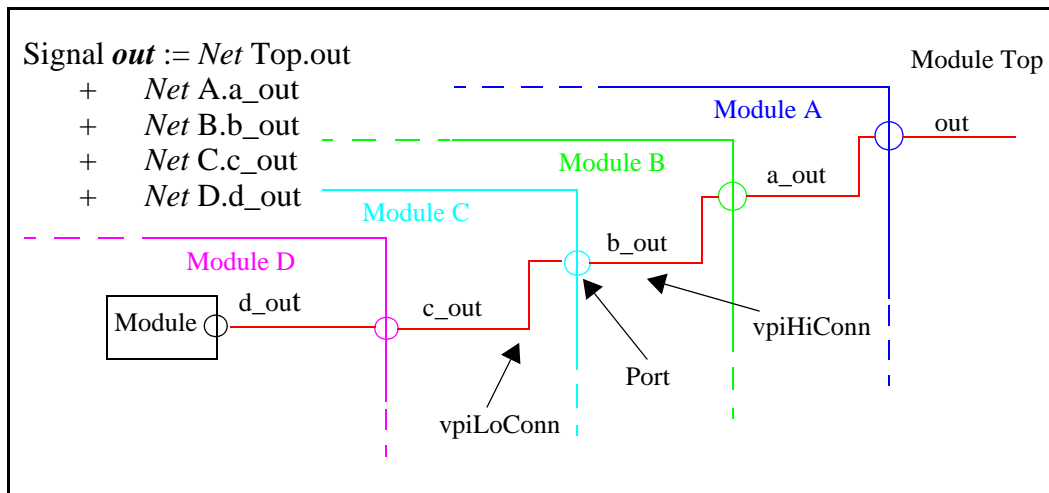 Signal out := Net Top.out
+ Net A.a_out
+ Net B.b_out
+ Net C.c_out
+ Net D.d_out
Module Top
Module A
out
Module B
a_out
Module C
b_out
Module D
d_out
c_out
Module
vpiHiConn
Port
vpiLoConn